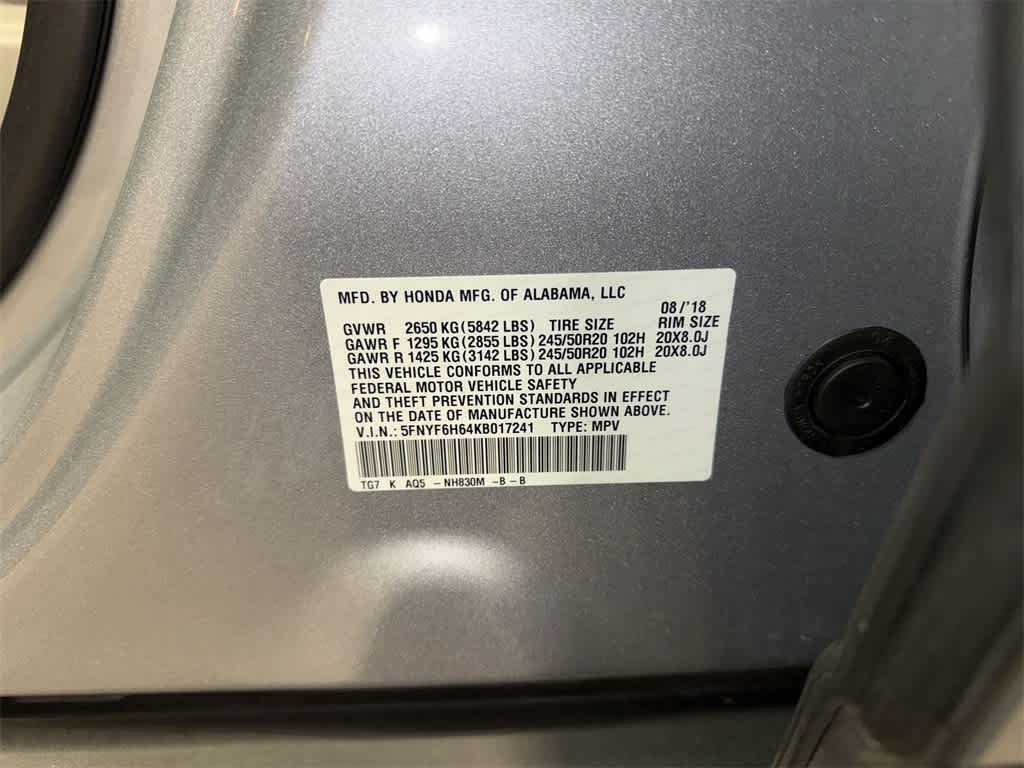 MFD. BY HONDA MFG. OF ALABAMA, LLC 08/'18
GVWR 2650 KG(5842 LBS) TIRE SIZE RIM SIZE
GAWR F 1295 KG(2855 LBS) 245/50R20 102H 20X8.0J
GAWR R 1425 KG(3142 LBS) 245/50R20 102H 20X8.0J
THIS VEHICLE CONFORMS TO ALL APPLICABLE
FEDERAL MOTOR VEHICLE SAFETY
AND THEFT PREVENTION STANDARDS IN EFFECT
ON THE DATE OF MANUFACTURE SHOWN ABOVE.
V.I.N.: 5FNYF6H64KB017241 TYPE: MPV
TG7 K AQ5 -NH830M -B-B